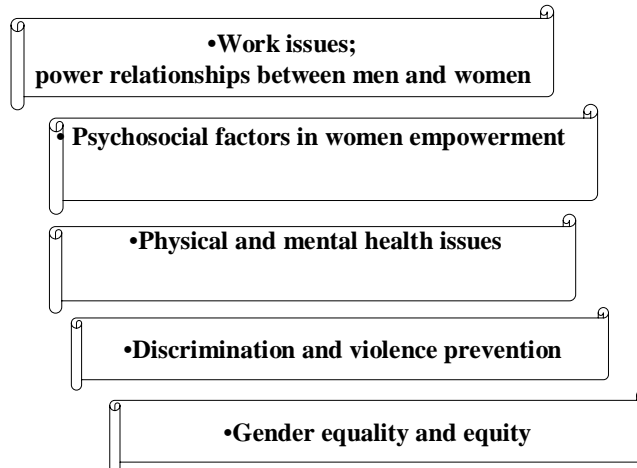 •Work issues;
power relationships between men and women
• Psychosocial factors in women empowerment
•Physical and mental health issues
•Discrimination and violence prevention
•Gender equality and equity